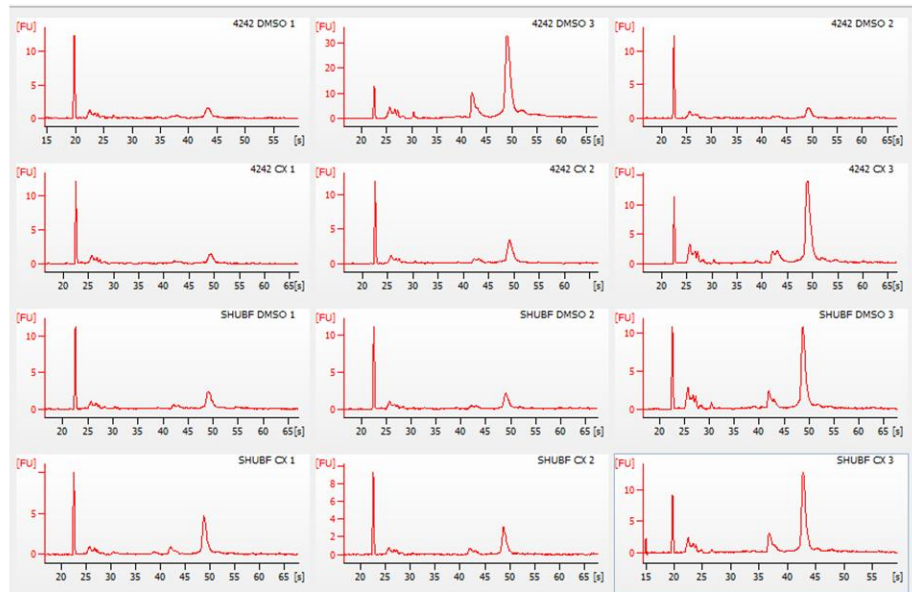 4242 DMSO 1
[FU]
10
5
0
15 20 25 30 35 40 45 50 55 [s]
4242 DMSO 3
[FU]
30
20
10
0
20 25 30 35 40 45 50 55 60 65 [s]
4242 DMSO 2
[FU]
10
5
0
20 25 30 35 40 45 50 55 60 65[s]
4242 CX 1
[FU]
10
5
0
20 25 30 35 40 45 50 55 60 [s]
4242 CX 2
[FU]
10
5
0
20 25 30 35 40 45 50 55 60 [s]
4242 CX 3
[FU]
10
5
0
20 25 30 35 40 45 50 55 60 65[s]
SHUBF DMSO 1
[FU]
10
5
0
20 25 30 35 40 45 50 55 60 65[s]
SHUBF DMSO 2
[FU]
10
5
0
20 25 30 35 40 45 50 55 60 65[s]
SHUBF DMSO 3
[FU]
10
5
0
20 25 30 35 40 45 50 55 60 65 [s]
SHUBF CX 1
[FU]
5
0
20 25 30 35 40 45 50 55 60 [s]
SHUBF CX 2
[FU]
8
6
4
2
0
20 25 30 35 40 45 50 55 60 65[s]
SHUBF CX 3
[FU]
10
5
0
15 20 25 30 35 40 45 50 55 [s]